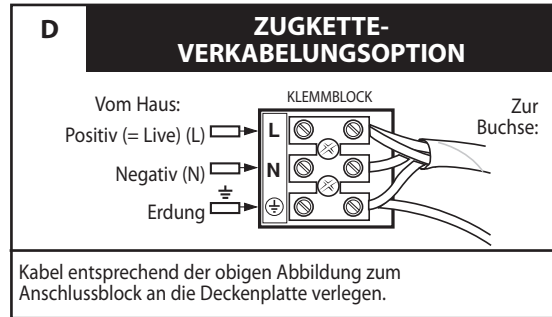 D
ZUGKETTE-
VERKABELUNGSOPTION
KLEMMBLOCK
Vom Haus:
Zur
Buchse:
Positiv (= Live) (L)
L
Negativ (N)
N
Erdung
Kabel entsprechend der obigen Abbildung zum
Anschlussblock an die Deckenplatte verlegen.